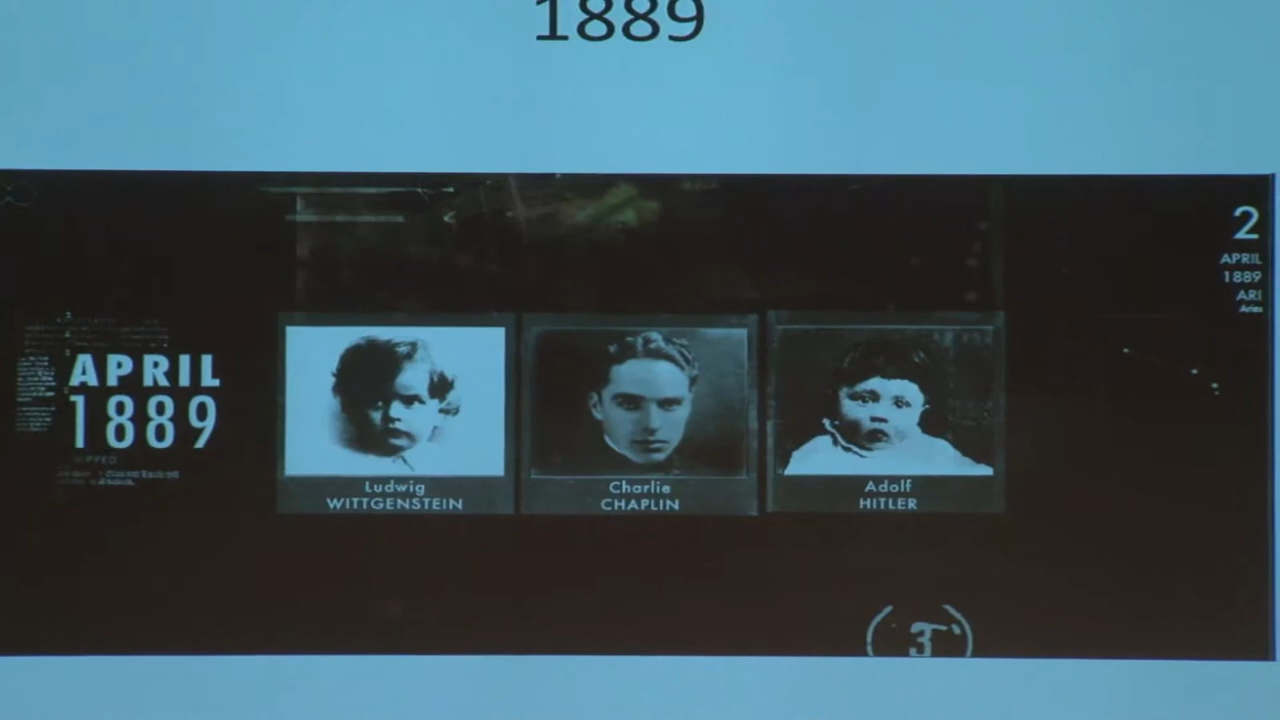 1889
APRIL
1889
Ludwig
WITTGENSTEIN
Charlie
CHAPLIN
Adolf
HITLER
2
APRIL
1889
ARI
Aries
3